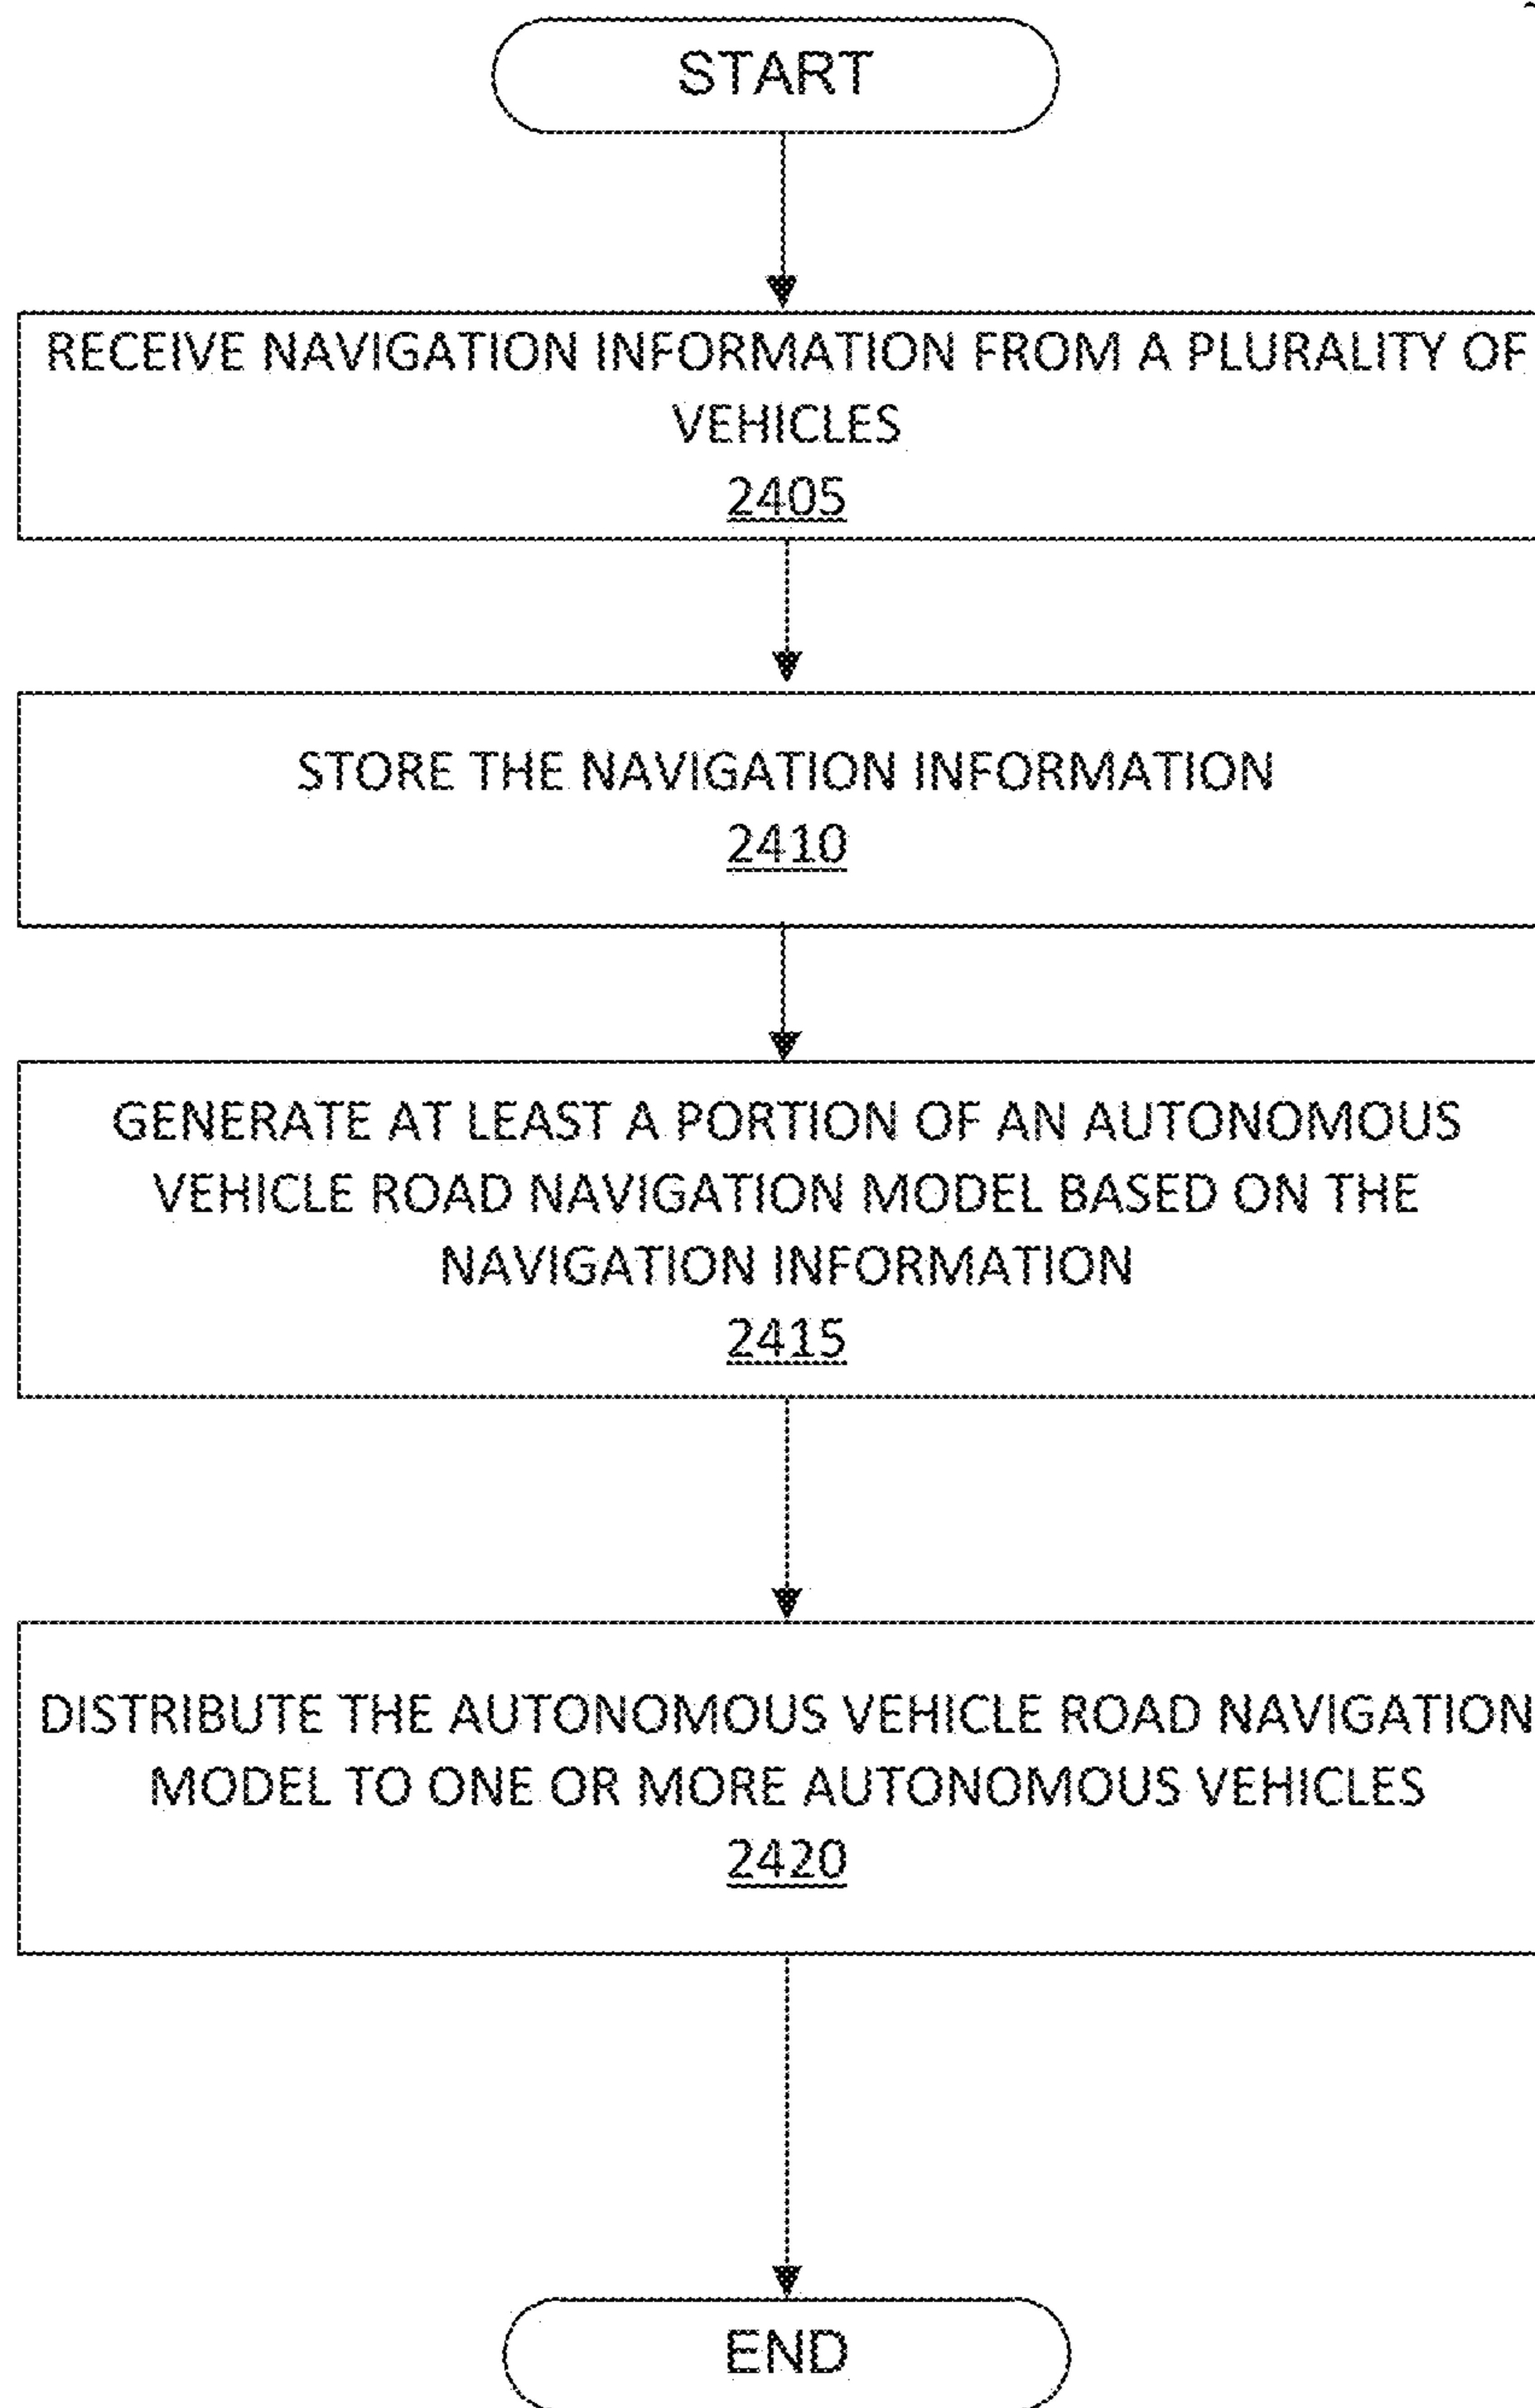 START
RECEIVE NAVIGATION INFORMATION FROM A PLURALITY OF
VEHICLES
2405
STORE THE NAVIGATION INFORMATION
2410
GENERATE AT LEAST A PORTION OF AN AUTONOMOUS
VEHICLE ROAD NAVIGATION MODEL BASED ON THE
NAVIGATION INFORMATION
2415
DISTRIBUTE THE AUTONOMOUS VEHICLE ROAD NAVIGATION
MODEL TO ONE OR MORE AUTONOMOUS VEHICLES
2420
END